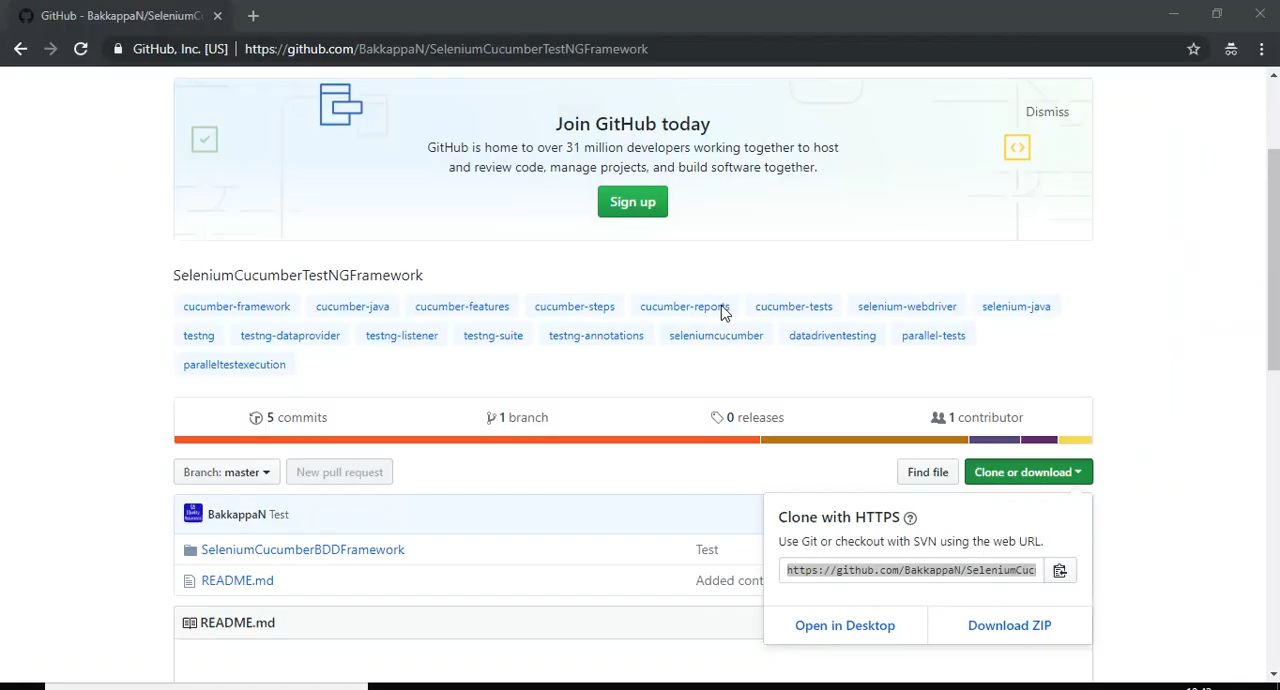 GitHub - BakkappaN/SeleniumC
GitHub, Inc. [US] | https://github.com/BakkappaN/SeleniumCucumberTestNGFramework
Join GitHub today
Dismiss
GitHub is home to over 31 million developers working together to host
and review code, manage projects, and build software together.
Sign up
SeleniumCucumberTestNGFramework
cucumber-framework cucumber-java cucumber-features cucumber-steps cucumber-reports cucumber-tests selenium-webdriver selenium-java
testng testng-dataprovider testng-listener testng-suite testng-annotations seleniumcucumber datadriventesting parallel-tests
paralleltestexecution
5 commits 1 branch 0 releases 1 contributor
Branch: master New pull request Find file Clone or download
BakkappaN Test
Clone with HTTPS
Use Git or checkout with SVN using the web URL.
SeleniumCucumberBDDFramework Test
https://github.com/BakkappaN/SeleniumCuc
README.md Added cont
README.md
Open in Desktop Download ZIP